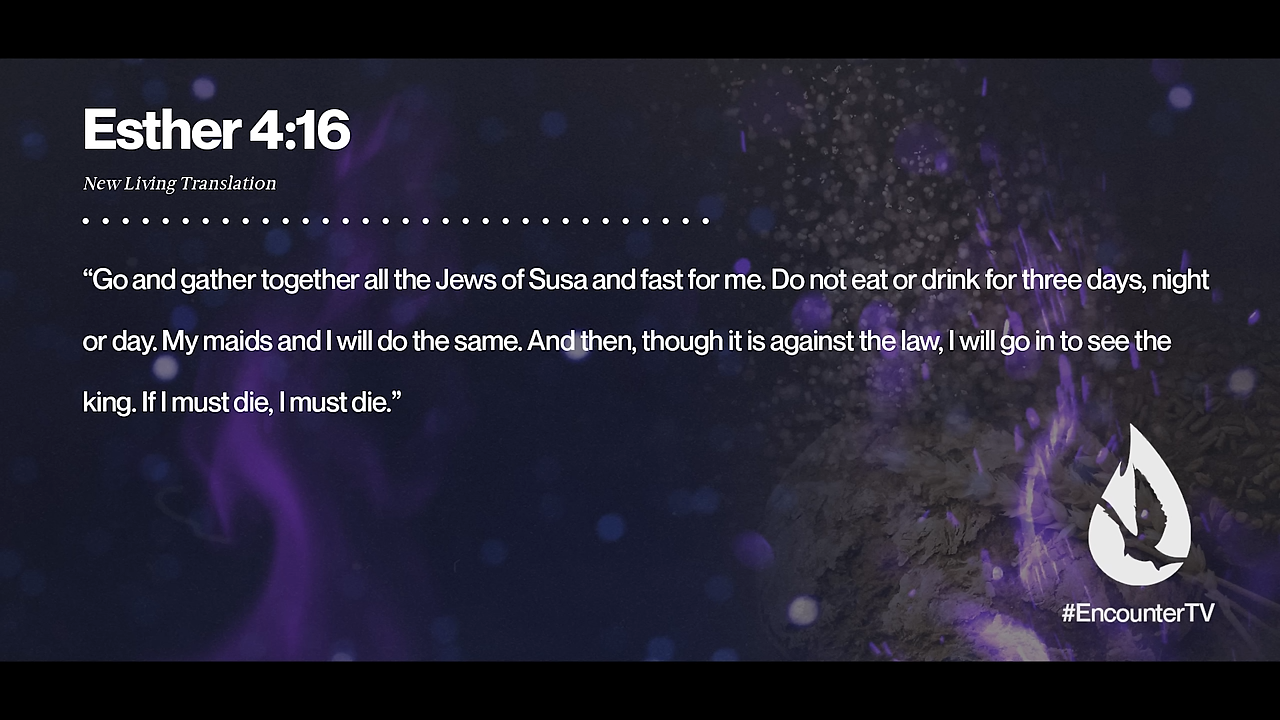 Esther 4:16
New Living Translation
“Go and gather together all the Jews of Susa and fast for me. Do not eat or drink for three days, night
or day. My maids and I will do the same. And then, though it is against the law, I will go in to see the
king. If I must die, I must die.”
#EncounterTV